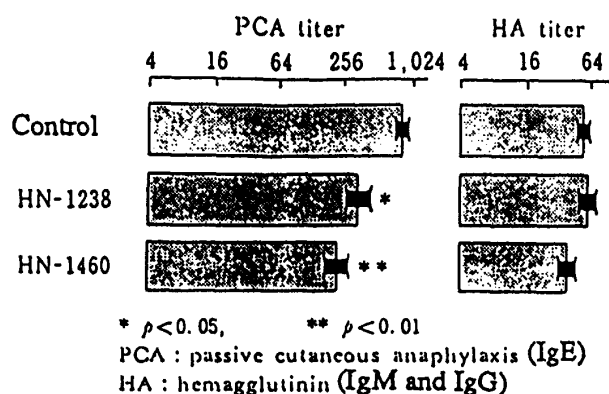 PCA titer HA titer
4 16 64 256 1,024 4 16 64
Control
HN-1238 *
HN-1460 **
* p<0.05, ** p<0.01
PCA : passive cutaneous anaphylaxis (IgE)
HA : hemagglutinin (IgM and IgG)